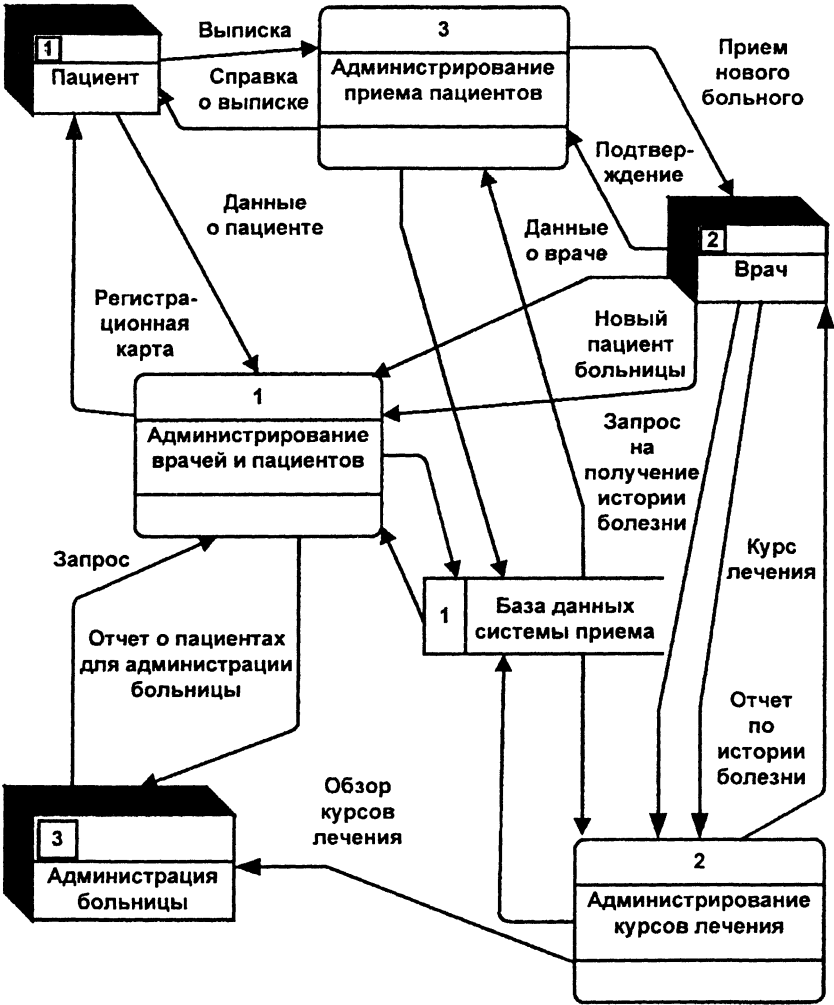 1
Пациент
Выписка
Справка
о выписке
3
Администрирование
приема пациентов
Прием
нового
больного
Подтвер-
ждение
Данные
о пациенте
Данные
о враче
2
Врач
Регистра-
ционная
карта
Новый
пациент
больницы
1
Администрирование
врачей и пациентов
Запрос
на
получение
истории
болезни
Запрос
Курс
лечения
1
База данных
системы приема
Отчет о пациентах
для администрации
больницы
Отчет
по
истории
болезни
Обзор
курсов
лечения
3
Администрация
больницы
2
Администрирование
курсов лечения